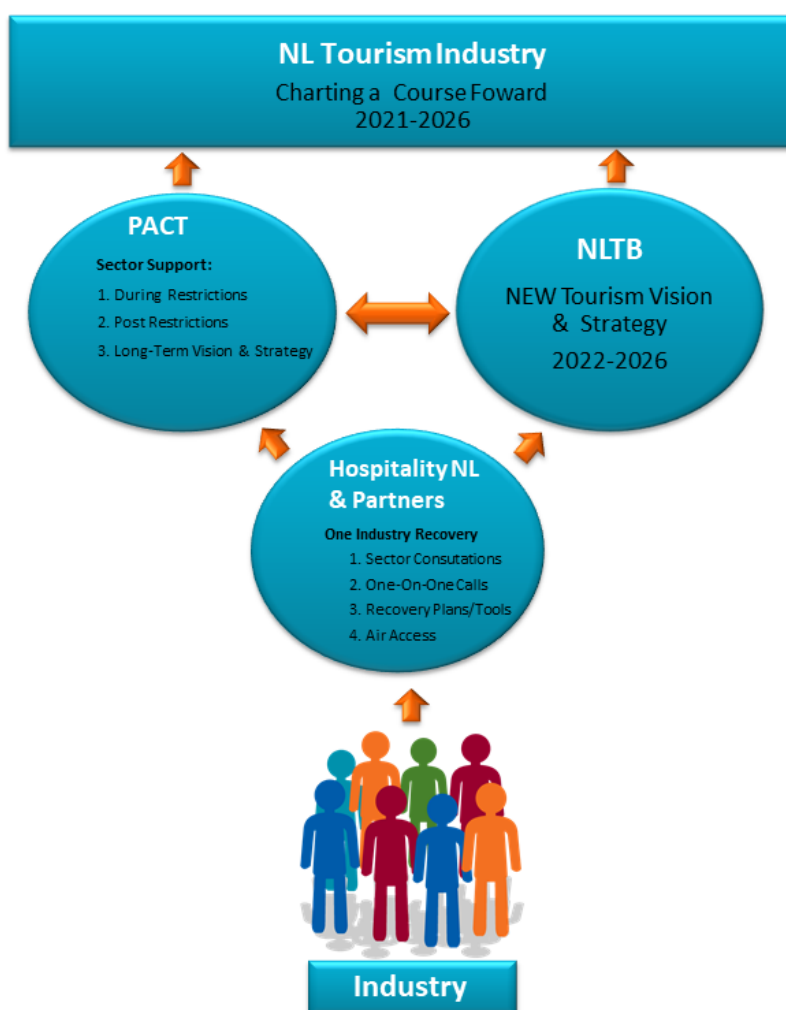 NL Tourism Industry
Charting a Course Foward
2021-2026
PACT
Sector Support:
1. During Restrictions
2. Post Restrictions
3. Long-Term Vision & Strategy
NLTB
NEW Tourism Vision
& Strategy
2022-2026
Hospitality NL
& Partners
One Industry Recovery
1. Sector Consutations
2. One-On-One Calls
3. Recovery Plans/Tools
4. Air Access
Industry